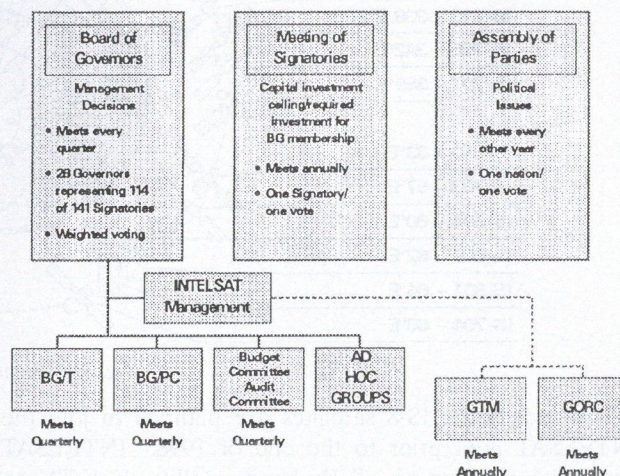 Board of
Governors
Management
Decisions
• Meets every
quarter
• 28 Governors
representing 114
of 141 Signatories
• Weighted voting
Meeting of
Signatories
Capital investment
ceiling/required
investment for
BG membership
• Meets annually
• One Signatory/
one vote
Assembly of
Parties
Political
Issues
• Meets every
other year
• One nation/
one vote
INTELSAT
Management
BG/T
Meets
Quarterly
BG/PC
Meets
Quarterly
Budget
Committee
Audit
Committee
Meets
Quarterly
AD
HOC
GROUPS
GTM
Meets
Annually
GORC
Meets
Annually